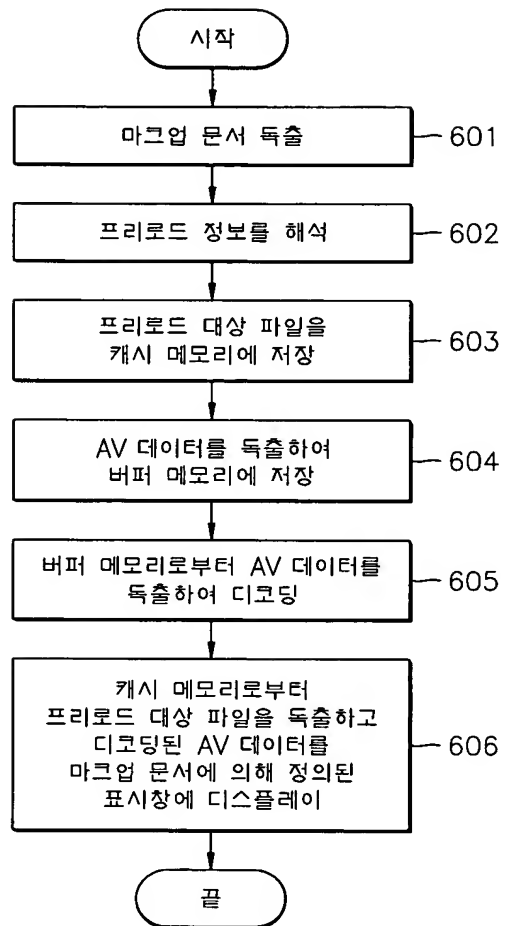 시작
마크업 문서 독출
601
프리로드 정보를 해석
602
프리로드 대상 파일을
캐시 메모리에 저장
603
AV 데이터를 독출하여
버퍼 메모리에 저장
604
버퍼 메모리로부터 AV 데이터를
독출하여 디코딩
605
캐시 메모리로부터
프리로드 대상 파일을 독출하고
디코딩된 AV 데이터를
마크업 문서에 의해 정의된
표시창에 디스플레이
606
끝